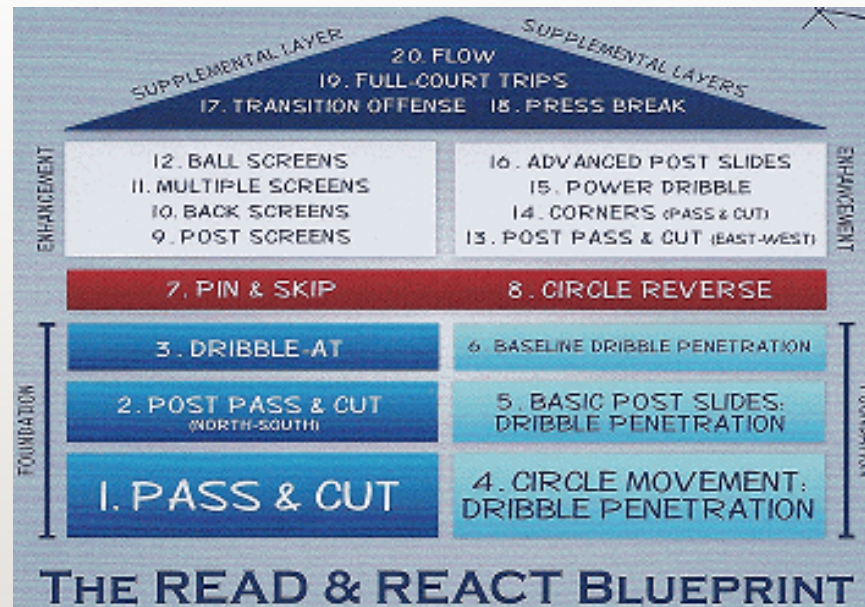 SUPPLEMENTAL LAYER
SUPPLEMENTAL LAYERS
20. FLOW
19. FULL-COURT TRIPS
17. TRANSITION OFFENSE 18. PRESS BREAK
ENHANCEMENT
12. BALL SCREENS
11. MULTIPLE SCREENS
10. BACK SCREENS
9. POST SCREENS
16. ADVANCED POST SLIDES
15. POWER DRIBBLE
14. CORNERS (PASS & CUT)
13. POST PASS & CUT (EAST-WEST)
ENHANCEMENT
7. PIN & SKIP
8. CIRCLE REVERSE
FOUNDATION
3. DRIBBLE-AT
6. BASELINE DRIBBLE PENETRATION
2. POST PASS & CUT
(NORTH-SOUTH)
5. BASIC POST SLIDES:
DRIBBLE PENETRATION
1. PASS & CUT
4. CIRCLE MOVEMENT:
DRIBBLE PENETRATION
THE READ & REACT BLUEPRINT